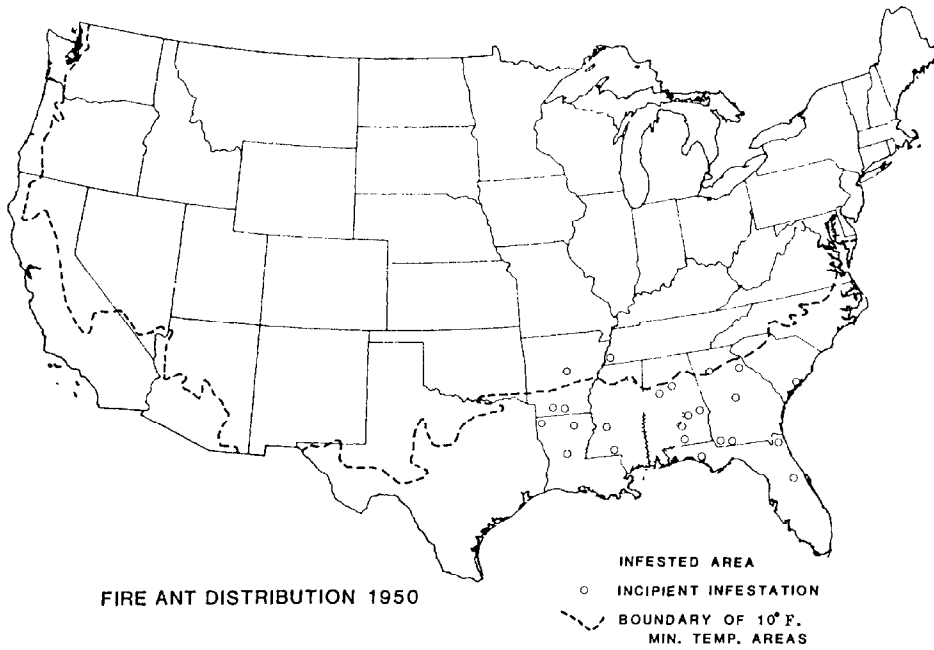 INFESTED AREA
FIRE ANT DISTRIBUTION 1950
INCIPIENT INFESTATION
BOUNDARY OF 10° F.
MIN. TEMP. AREAS